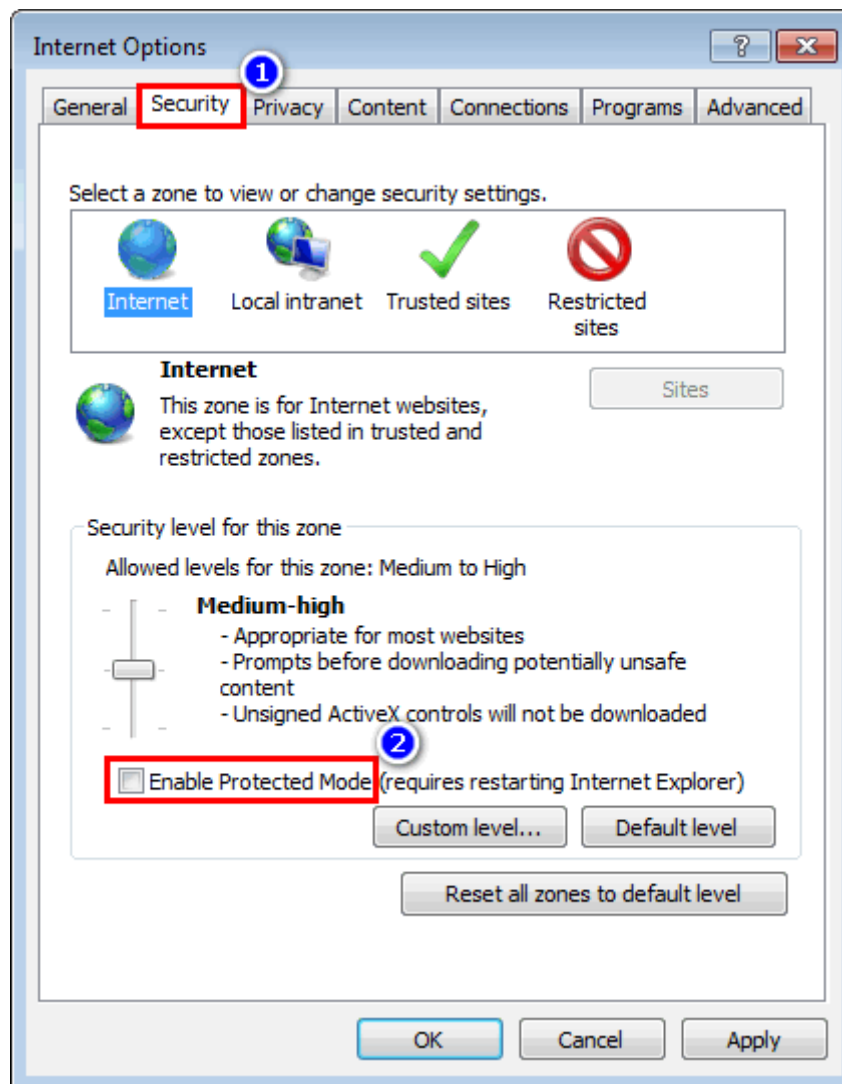 Internet Options
1
General Security Privacy Content Connections Programs Advanced
Select a zone to view or change security settings.
Internet Local intranet Trusted sites Restricted
sites
Internet
Sites
This zone is for Internet websites,
except those listed in trusted and
restricted zones.
Security level for this zone
Allowed levels for this zone: Medium to High
Medium-high
- Appropriate for most websites
- Prompts before downloading potentially unsafe
content
- Unsigned ActiveX controls will not be downloaded
2
Enable Protected Mode (requires restarting Internet Explorer)
Custom level... Default level
Reset all zones to default level
OK Cancel Apply